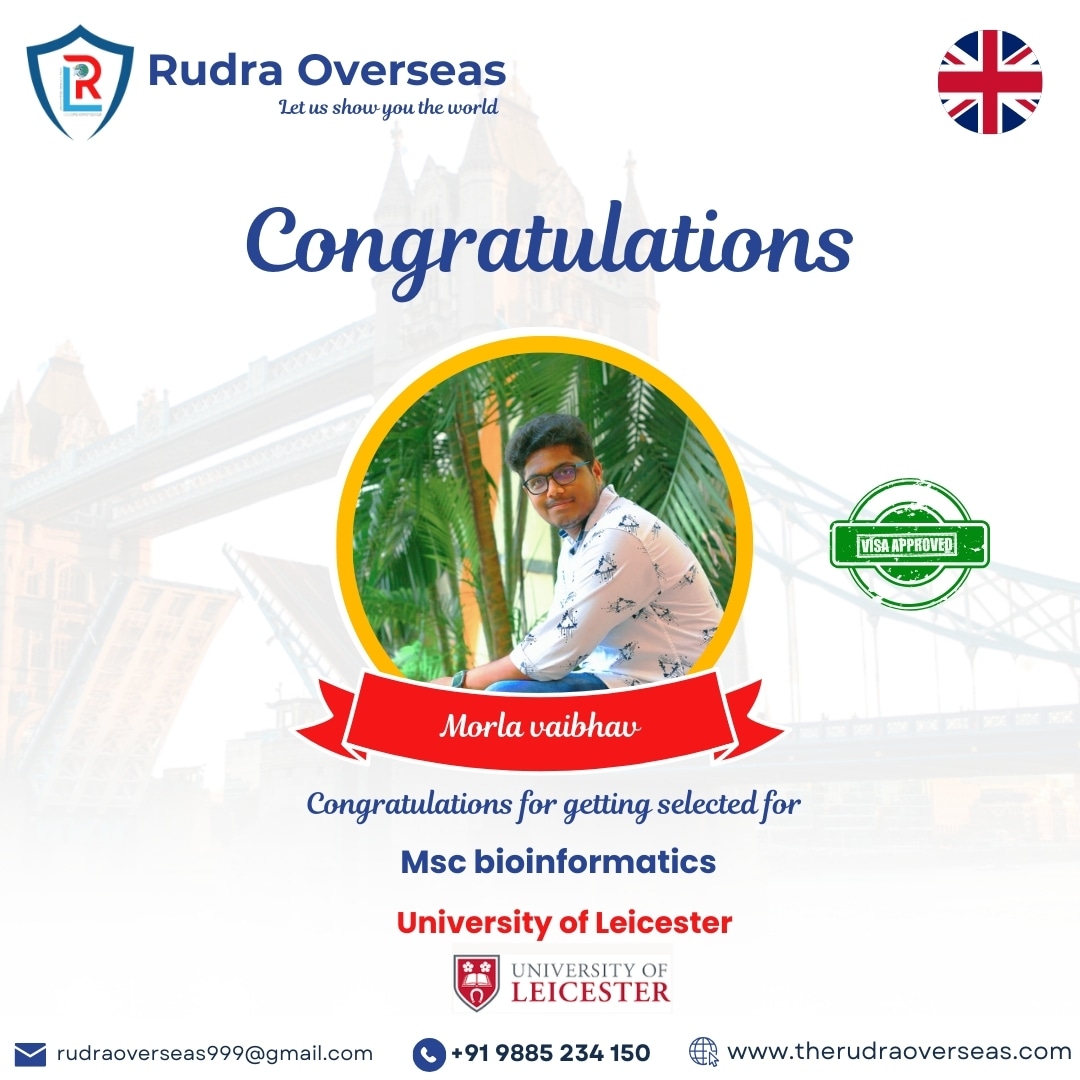 Rudra Overseas
Let us show you the world
Congratulations
VISA APPROVED
Morla vaibhav
Congratulations for getting selected for
Msc bioinformatics
University of Leicester
UNIVERSITY OF
LEICESTER
rudraoverseas999@gmail.com
+91 9885 234 150
www.therudraoverseas.com